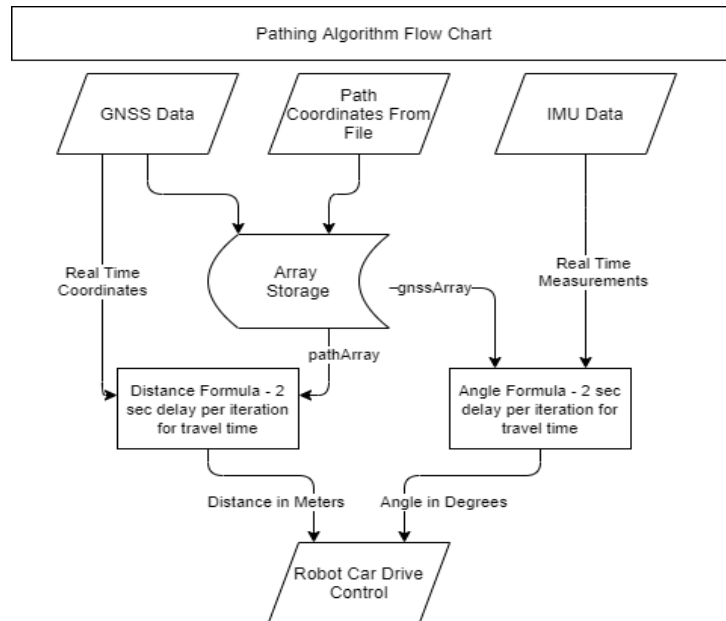 Pathing Algorithm Flow Chart
GNSS Data
Path
Coordinates From
File
IMU Data
Real Time
Coordinates
Array
Storage
gnssArray
Real Time
Measurements
pathArray
Distance Formula - 2
sec delay per iteration
for travel time
Angle Formula - 2 sec
delay per iteration for
travel time
Distance in Meters
Angle in Degrees
Robot Car Drive
Control